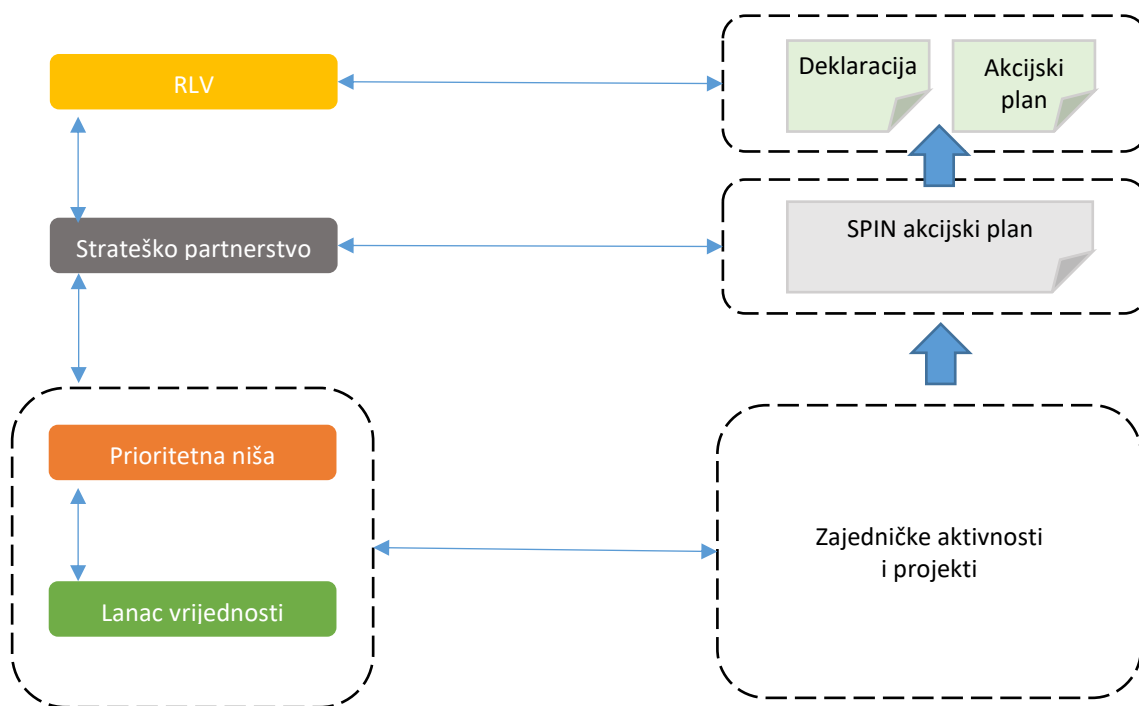 RLV
Deklaracija
Akcijski
plan
Strateško partnerstvo
SPIN akcijski plan
Prioritetna niša
Lanac vrijednosti
Zajedničke aktivnosti
i projekti